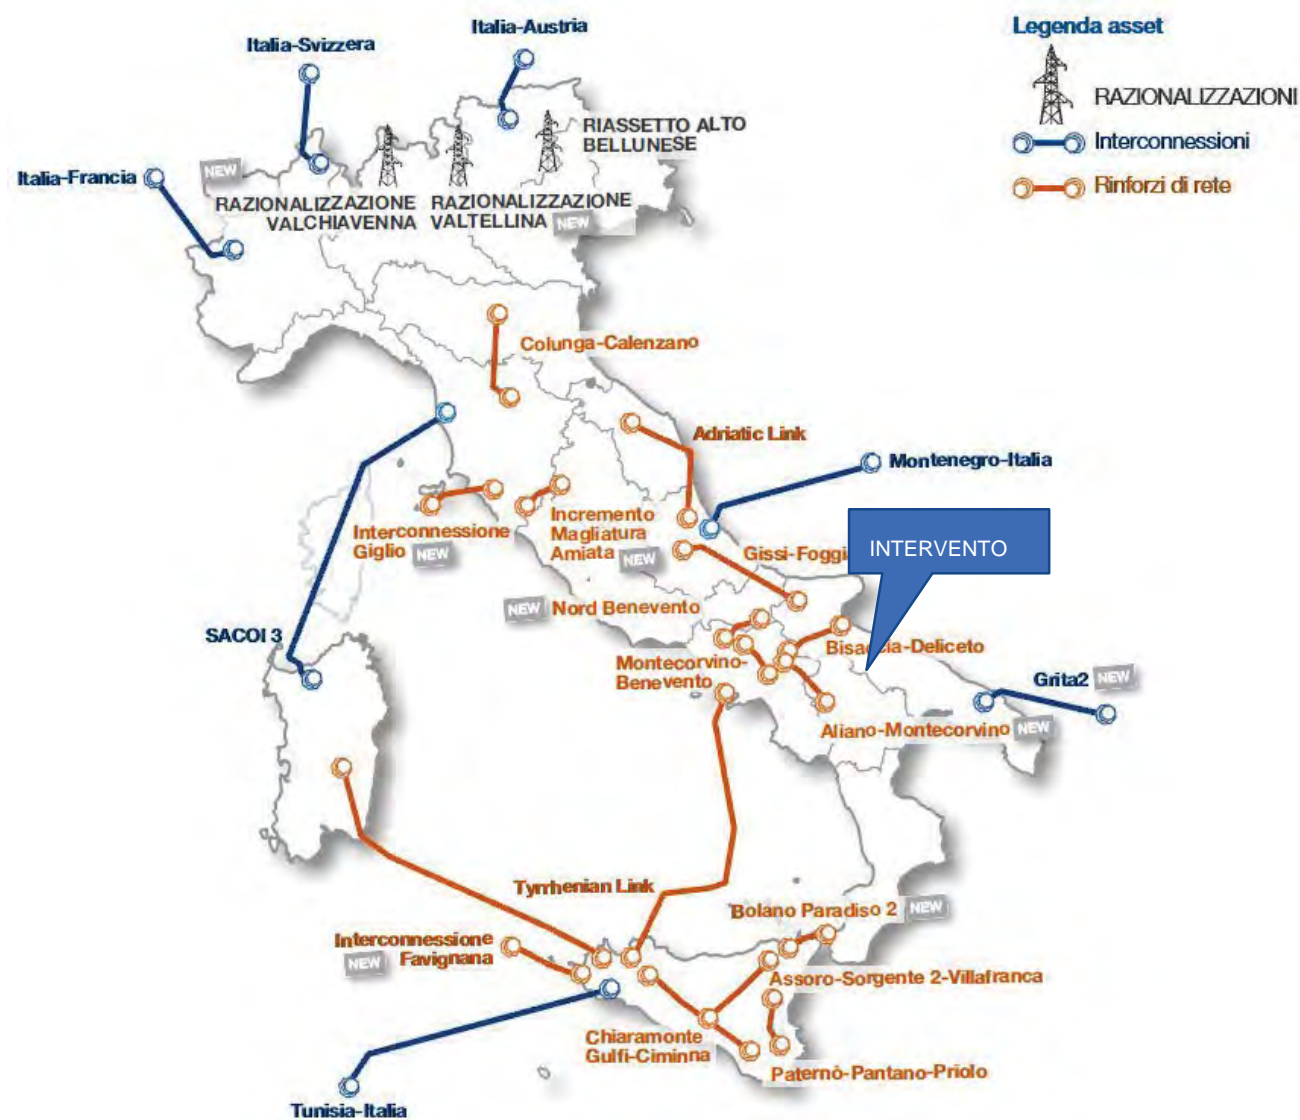 Italia-Svizzera
Italia-Austria
Legenda asset
RAZIONALIZZAZIONI
Interconnessioni
Rinforzi di rete
RIASSETTO ALTO
BELLUNESE
Italia-Francia
NEW
RAZIONALIZZAZIONE
VALCHIAVENNA
RAZIONALIZZAZIONE
VALTELLINA NEW
Colunga-Calenzano
Adriatic Link
Montenegro-Italia
Interconnessione
Giglio NEW
Incremento
Magliatura
Amiata NEW
Gissi-Foggi
INTERVENTO
NEW Nord Benevento
SACOI 3
Montecorvino-
Benevento
Bisaccia-Deliceto
Grita2 NEW
Aliano-Montecorvino NEW
Tyrrhenian Link
Bolano Paradiso 2 NEW
Interconnessione
NEW Favignana
Assoro-Sorgente 2-Villafranca
Chiaramonte
Gulfi-Ciminna
Paternò-Pantano-Priolo
Tunisia-Italia